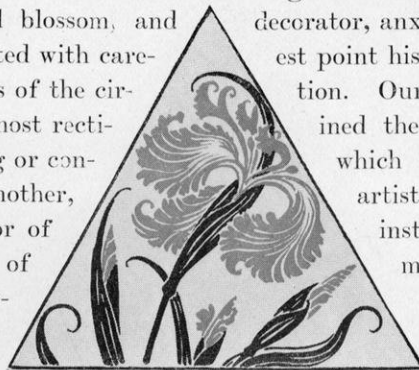 l blossom, and
ted with care-
s of the cir-
most recti-
g or con-
nother,
or of
of
-
decorator, anx
est point his
tion. Our
ined the
which
artist
inst
m